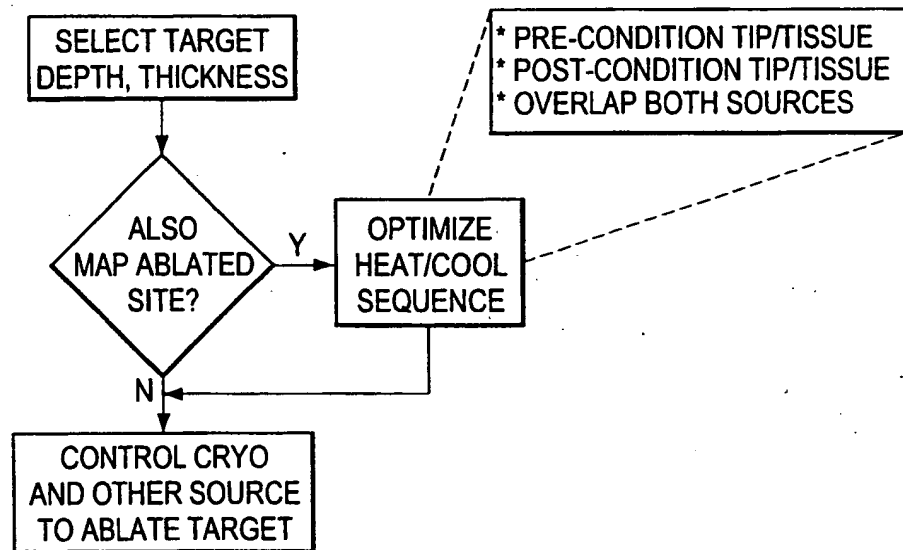 SELECT TARGET
DEPTH, THICKNESS
* PRE-CONDITION TIP/TISSUE
* POST-CONDITION TIP/TISSUE
* OVERLAP BOTH SOURCES
ALSO
MAP ABLATED
SITE?
Y
OPTIMIZE
HEAT/COOL
SEQUENCE
N
CONTROL CRYO
AND OTHER SOURCE
TO ABLATE TARGET